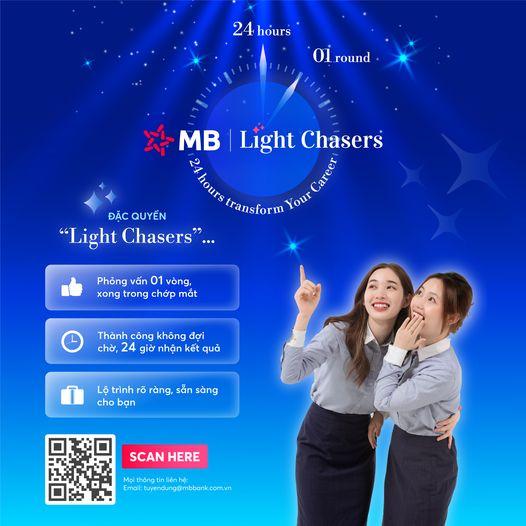 24 hours
01 round
MB | Light Chasers
24 hours transform Your Career
ĐẶC QUYỀN
“Light Chasers”...
Phỏng vấn 01 vòng,
xong trong chớp mắt
Thành công không đợi
chờ, 24 giờ nhận kết quả
Lộ trình rõ ràng, sẵn sàng
cho bạn
SCAN HERE
Mọi thông tin liên hệ:
Email: tuyendung@mbbank.com.vn